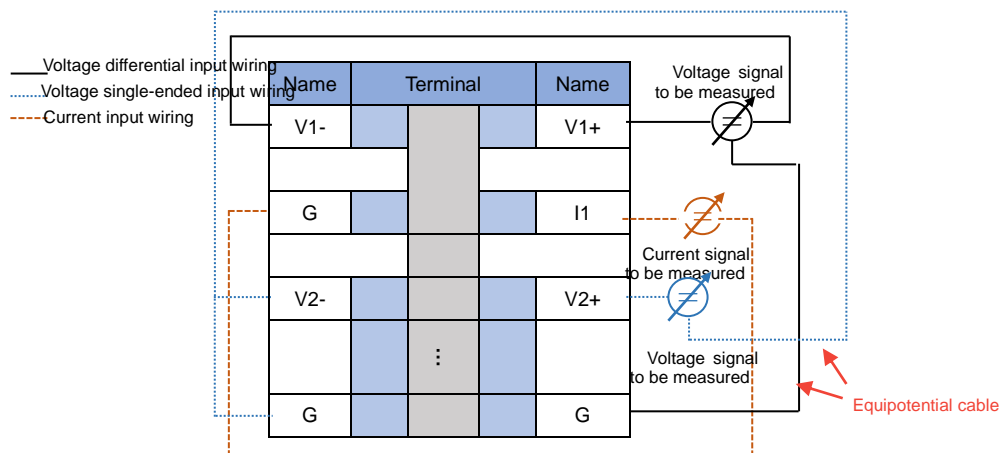 Voltage differential input wiring
Voltage single-ended input wiring
Current input wiring
Name Terminal Name
Voltage signal
to be measured
V1- V1+
G I1
Current signal
to be measured
V2- V2+
⋮
Voltage signal
to be measured
Equipotential cable
G G